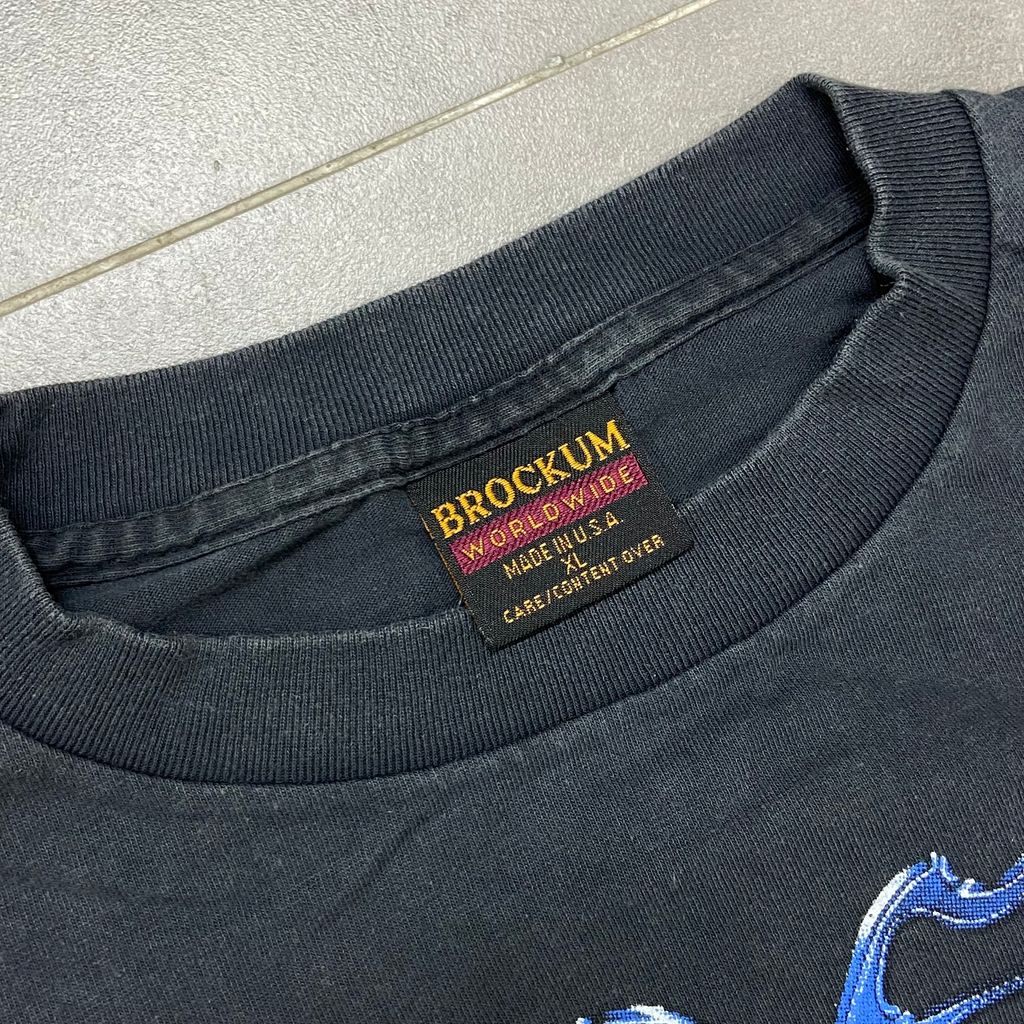 BROCKUM
WORLDWIDE
MADE IN U.S.A.
XL
CARE/CONTENT OVER